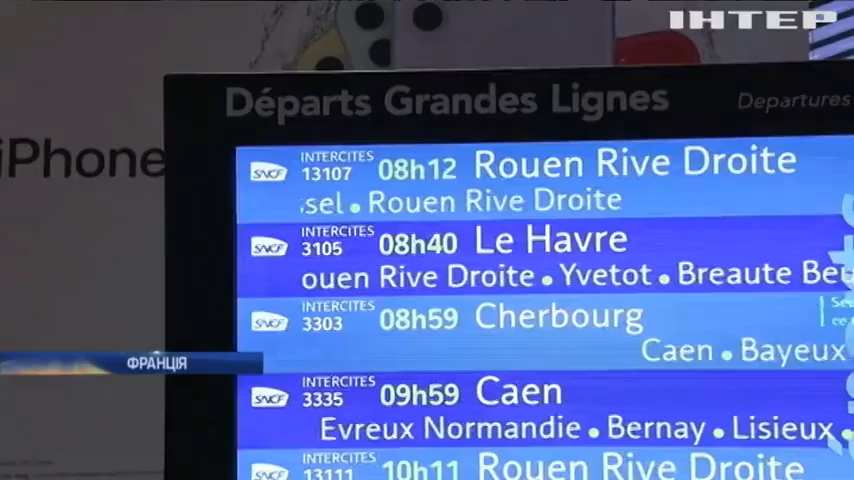 ІНТЕР
Départs Grandes Lignes Departures
iPhone
SNCF INTERCITES 13107 08h12 Rouen Rive Droite
sel • Rouen Rive Droite
SNCF INTERCITES 3105 08h40 Le Havre
ouen Rive Droite • Yvetot • Breaute Beu
SNCF INTERCITES 3303 08h59 Cherbourg
Caen • Bayeux
ФРАНЦІЯ
SNCF INTERCITES 3335 09h59 Caen
Evreux Normandie • Bernay • Lisieux •
SNCF INTERCITES 13111 10h11 Rouen Rive Droite